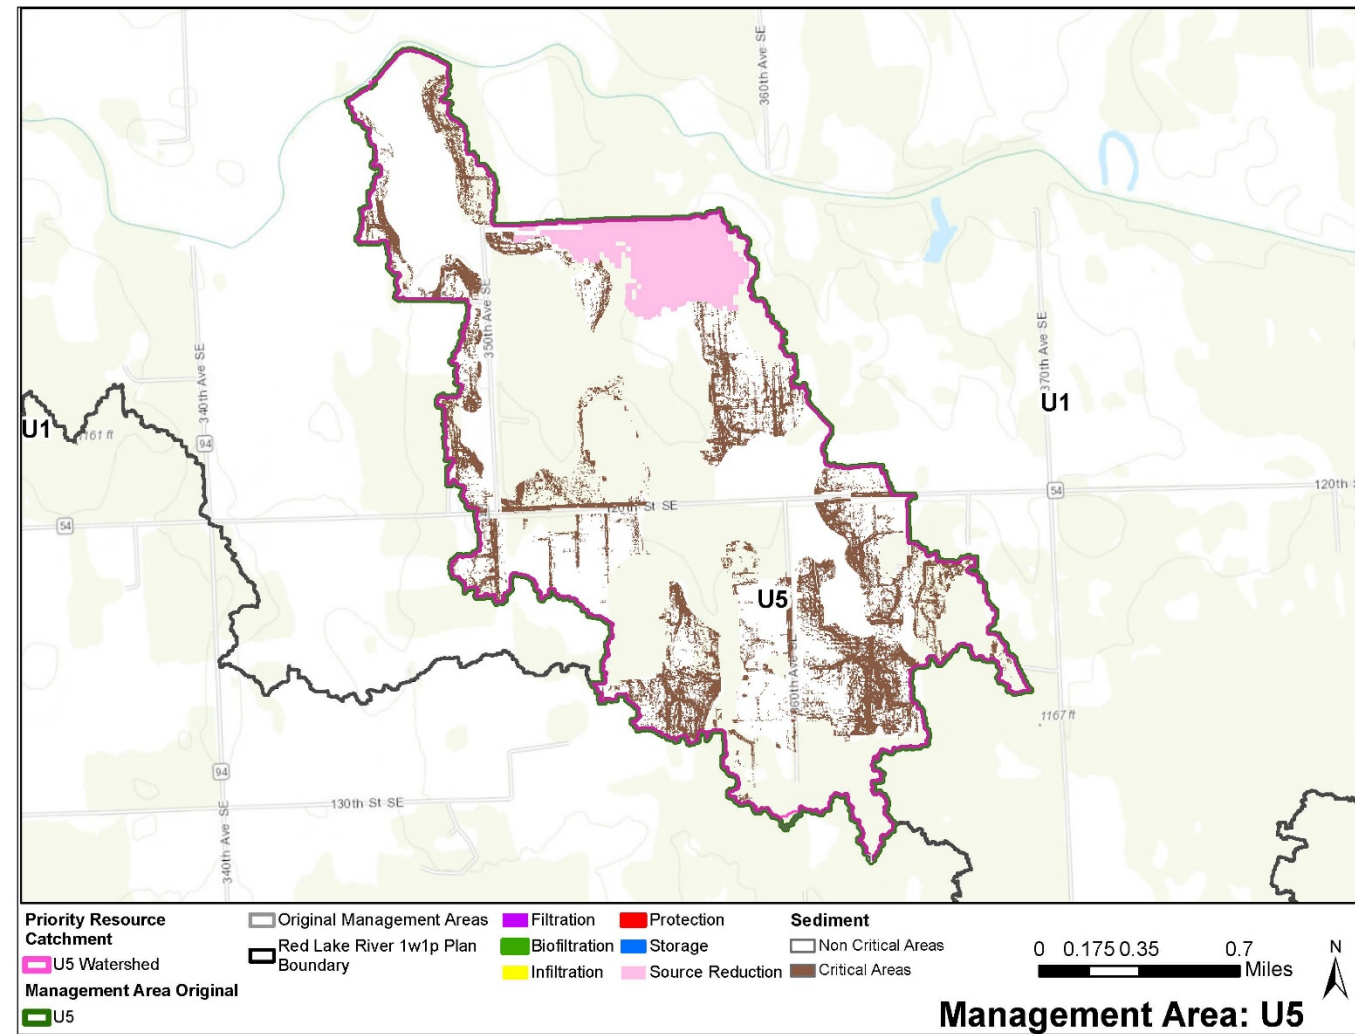 360th Ave SE
350th Ave SE
340th Ave SE
370th Ave SE
U1
1161 ft
U1
94
54
54
120th St SE
120th S
U5
360th Ave
1167 ft
94
130th St SE
340th Ave SE
Priority Resource
Catchment
U5 Watershed
Management Area Original
U5
Original Management Areas
Red Lake River 1w1p Plan
Boundary
Filtration
Biofiltration
Infiltration
Protection
Storage
Source Reduction
Sediment
Non Critical Areas
Critical Areas
0 0.175 0.35 0.7
Miles
N
Management Area: U5